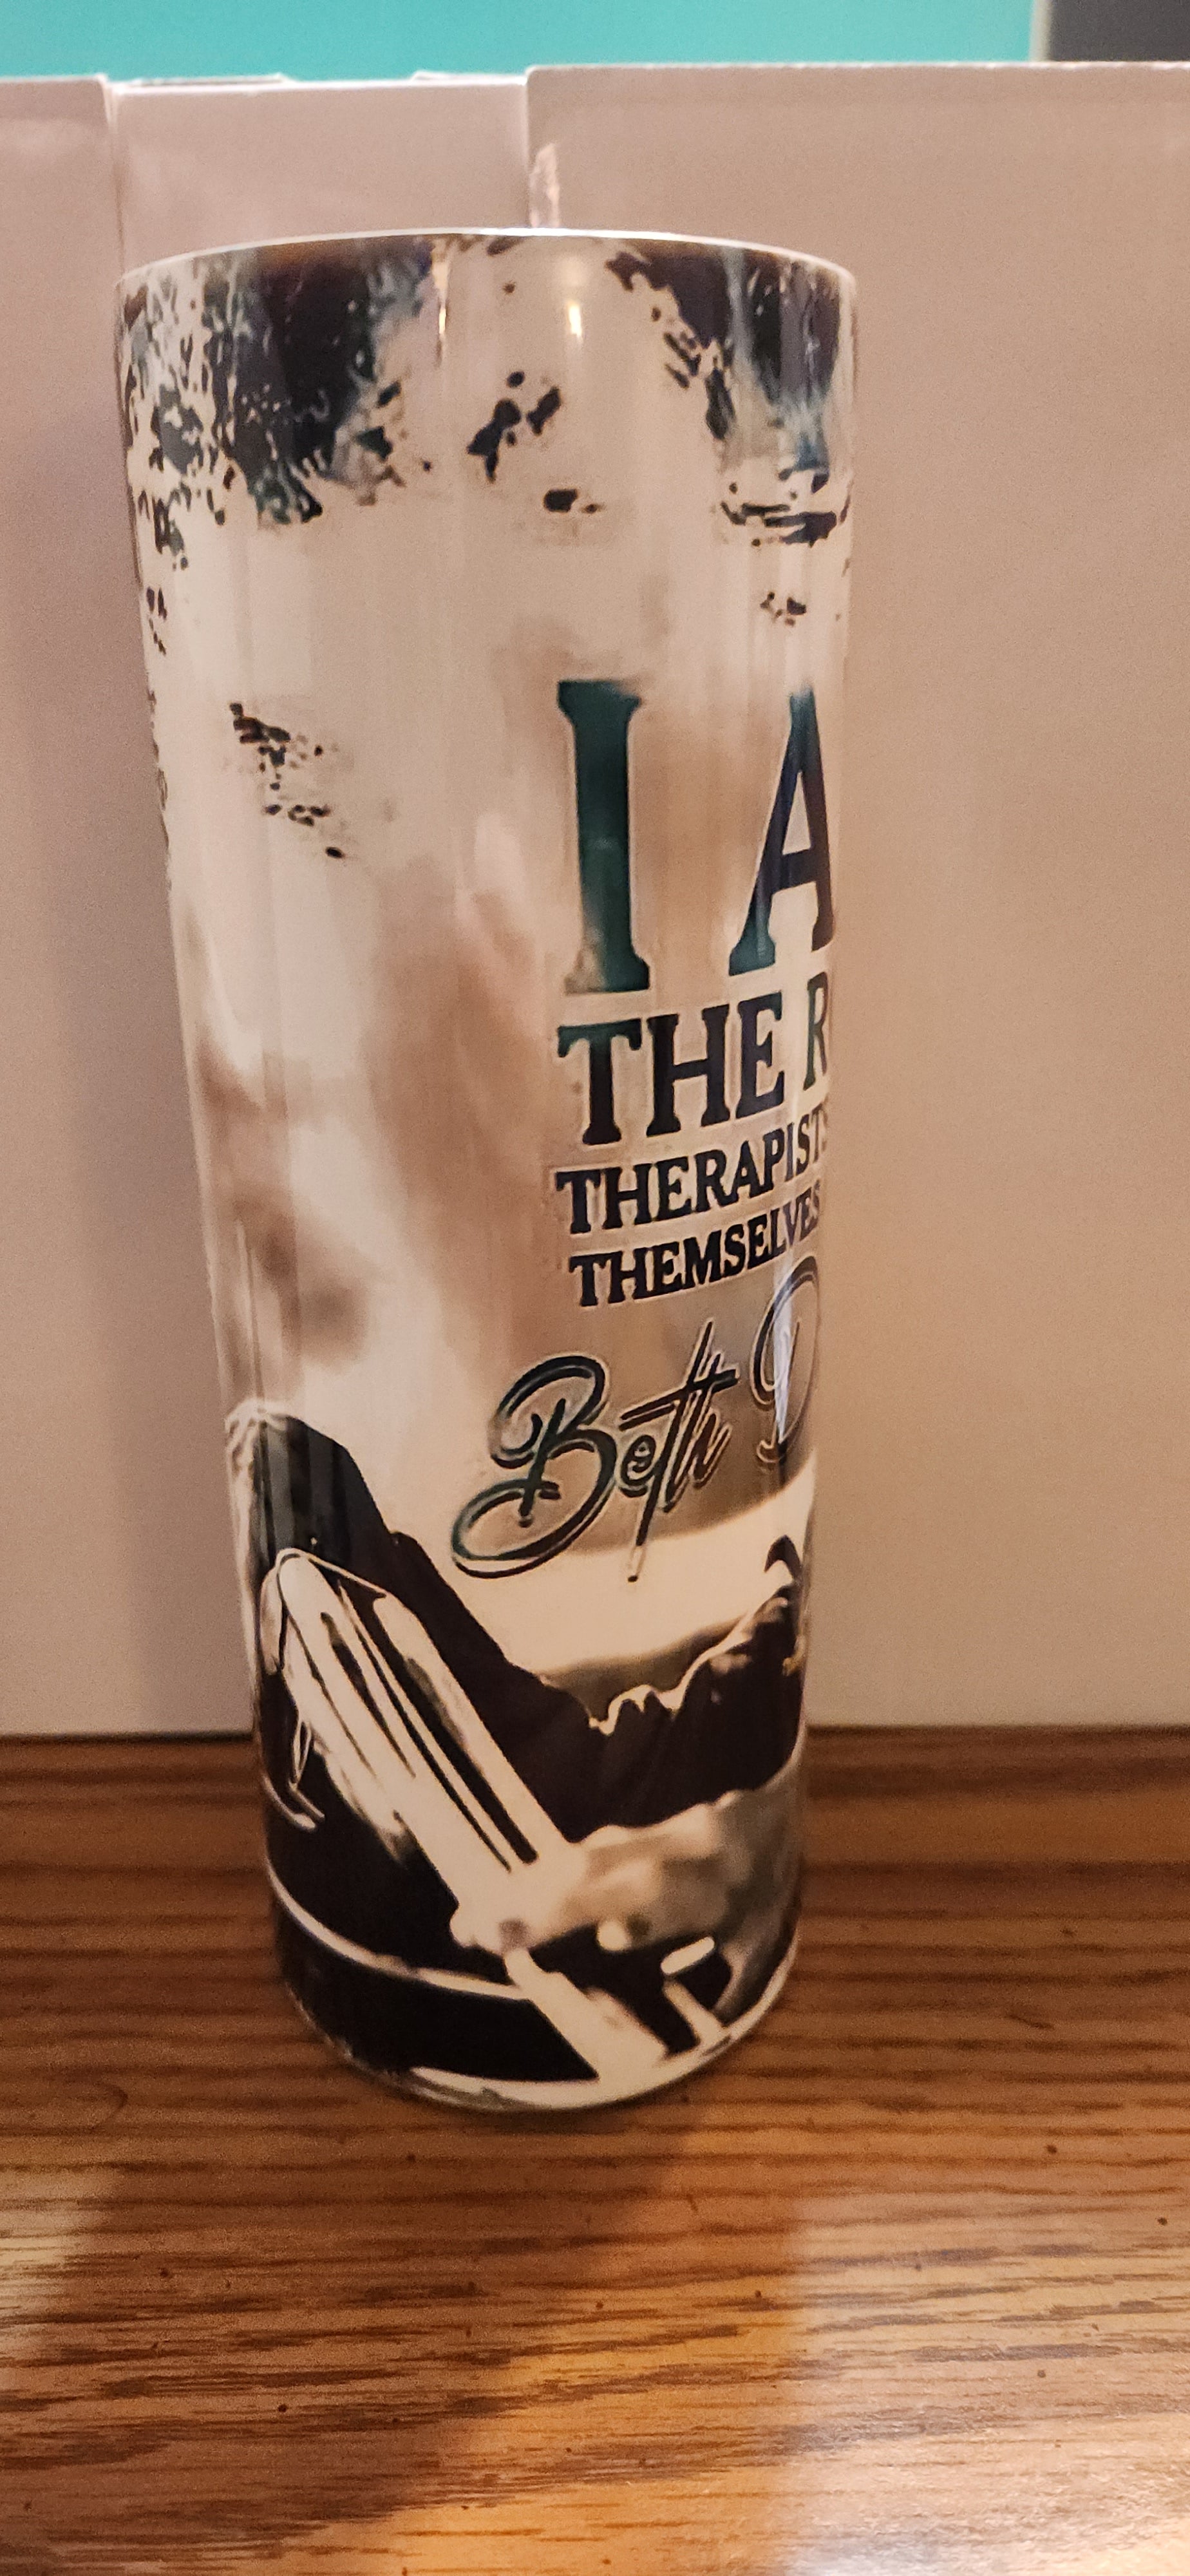 I A
THE R
THERAPISTS
THEMSELVES
Beth D